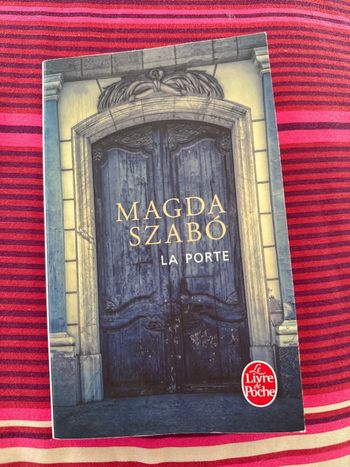 MAGDA
SZABÓ
LA PORTE
Le
Livre
de
Poche